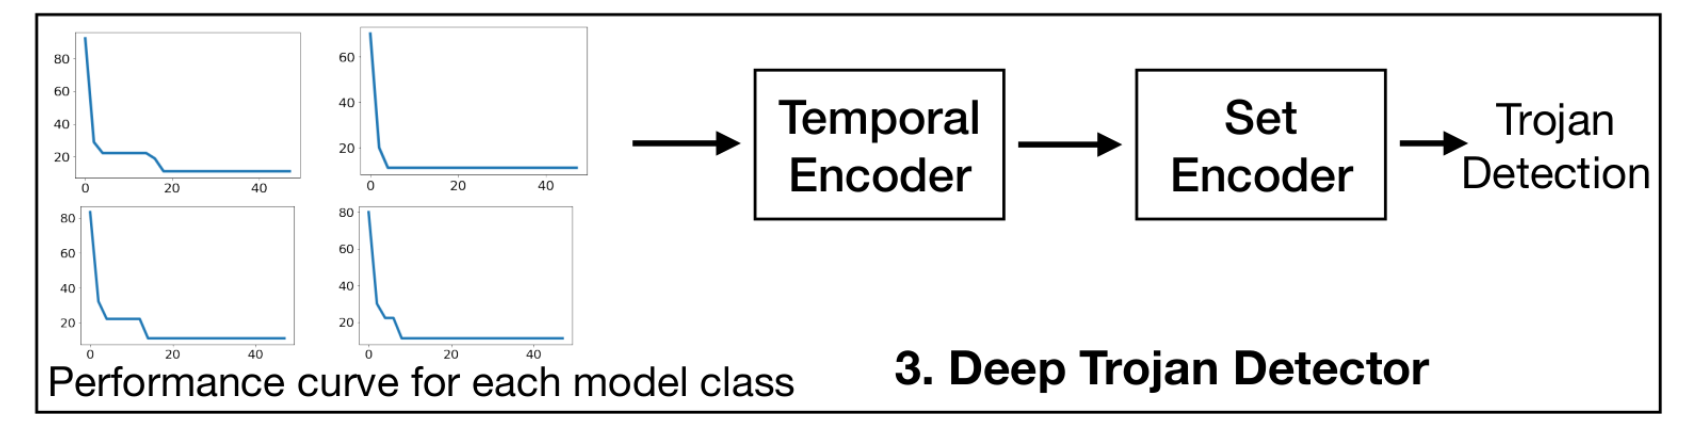 80
60
40
20
0 20 40
60
40
20
0 20 40
80
60
40
20
0 20 40
80
60
40
20
0 20 40
Performance curve for each model class
Temporal
Encoder
Set
Encoder
Trojan
Detection
3. Deep Trojan Detector